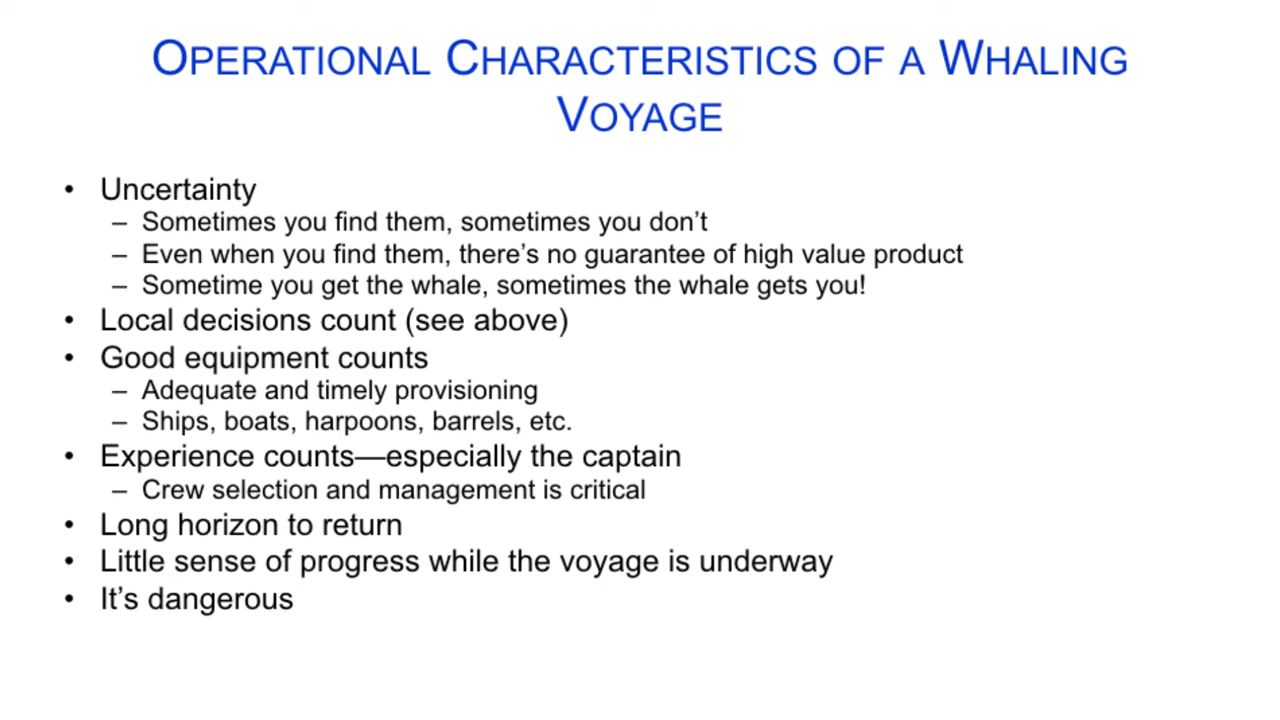 OPERATIONAL CHARACTERISTICS OF A WHALING
VOYAGE
• Uncertainty
– Sometimes you find them, sometimes you don’t
– Even when you find them, there’s no guarantee of high value product
– Sometime you get the whale, sometimes the whale gets you!
• Local decisions count (see above)
• Good equipment counts
– Adequate and timely provisioning
– Ships, boats, harpoons, barrels, etc.
• Experience counts—especially the captain
– Crew selection and management is critical
• Long horizon to return
• Little sense of progress while the voyage is underway
• It’s dangerous